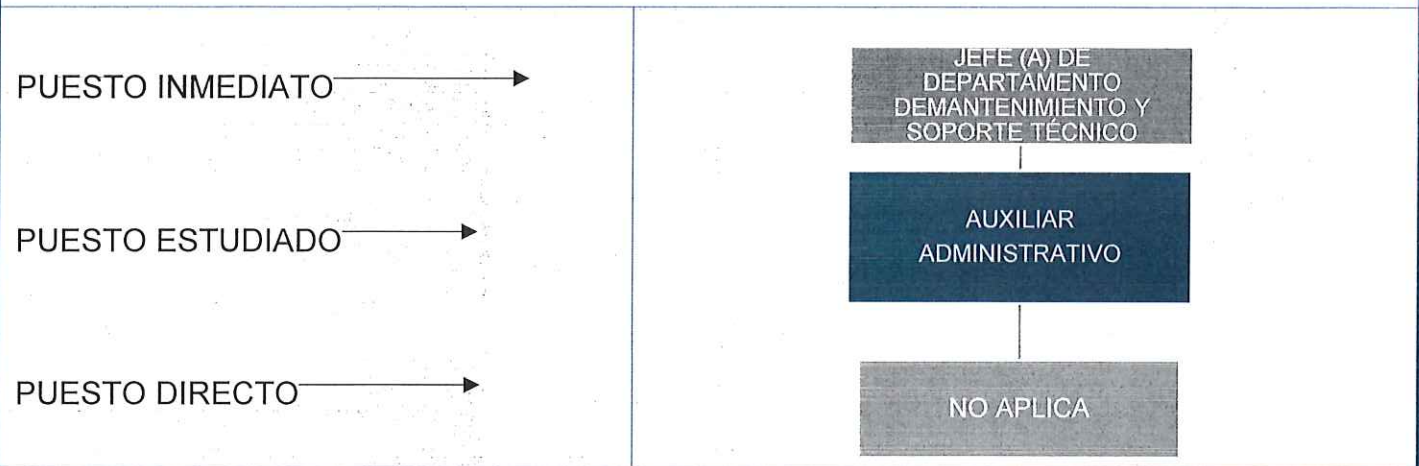 PUESTO INMEDIATO
JEFE (A) DE
DEPARTAMENTO
DEMANTENIMIENTO Y
SOPORTE TÉCNICO
PUESTO ESTUDIADO
AUXILIAR
ADMINISTRATIVO
PUESTO DIRECTO
NO APLICA